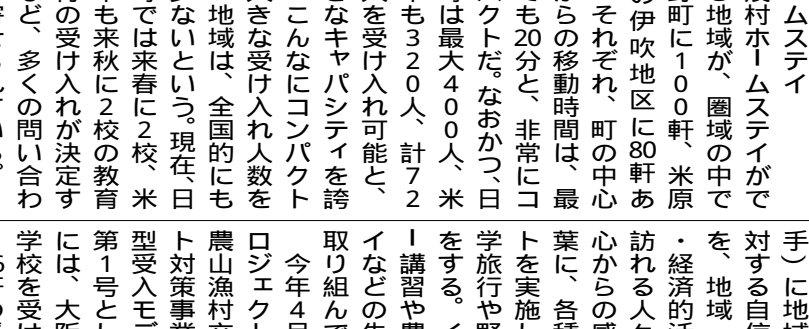 ムステイ
村ホームステイがで
地域が、圏域の中で
野町に１００軒、米原
の伊吹地区に80軒あ
それぞれ、町の中心
らの移動時間は、最
も20分と、非常にコ
クトだ。なおかつ、日
は最大４００人、米
も３２０人、計７２
を受け入れ可能と、
なキャパシティを誇
こんなにコンパクト
きな受け入れ人数を
地域は、全国的にも
ないという。現在、日
では来春に２校、米
も来秋に２校の教育
の受け入れが決定す
ど、多くの問い合わ
手）に地
対する自信
を、地域
・経済的
訪れる人
心からの
葉に、各種
トを実施
学旅行や野
をする。イ
ー講習や農
イなどの
取り組んで
今年４月
ロジェクト
農山漁村
ト対策事業
型受入モデ
第１号とし
には、大阪
学校を受け